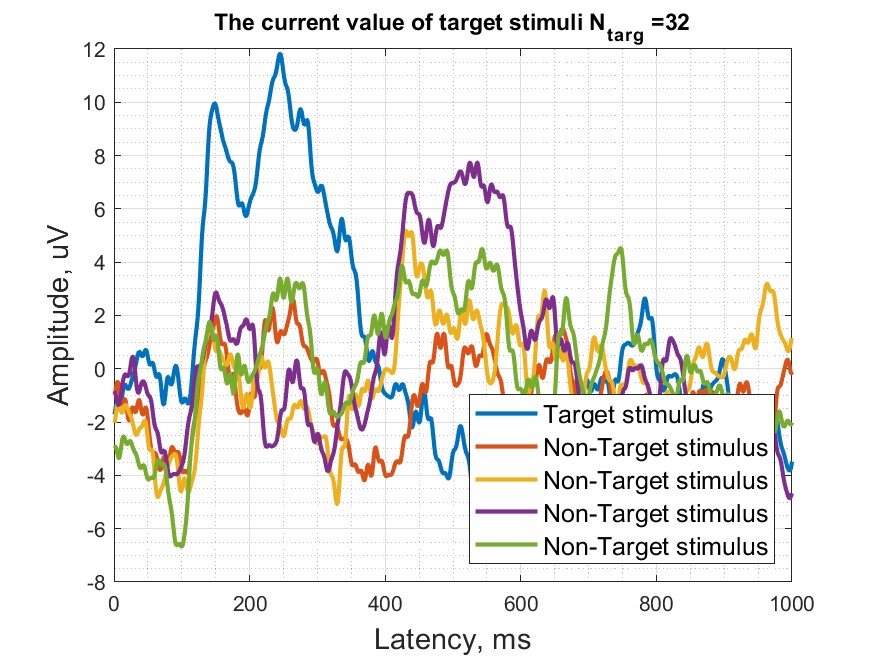 The current value of target stimuli N_targ =32
Amplitude, uV
12
10
8
6
4
2
0
-2
-4
-6
-8
0 200 400 600 800 1000
Latency, ms
Target stimulus
Non-Target stimulus
Non-Target stimulus
Non-Target stimulus
Non-Target stimulus